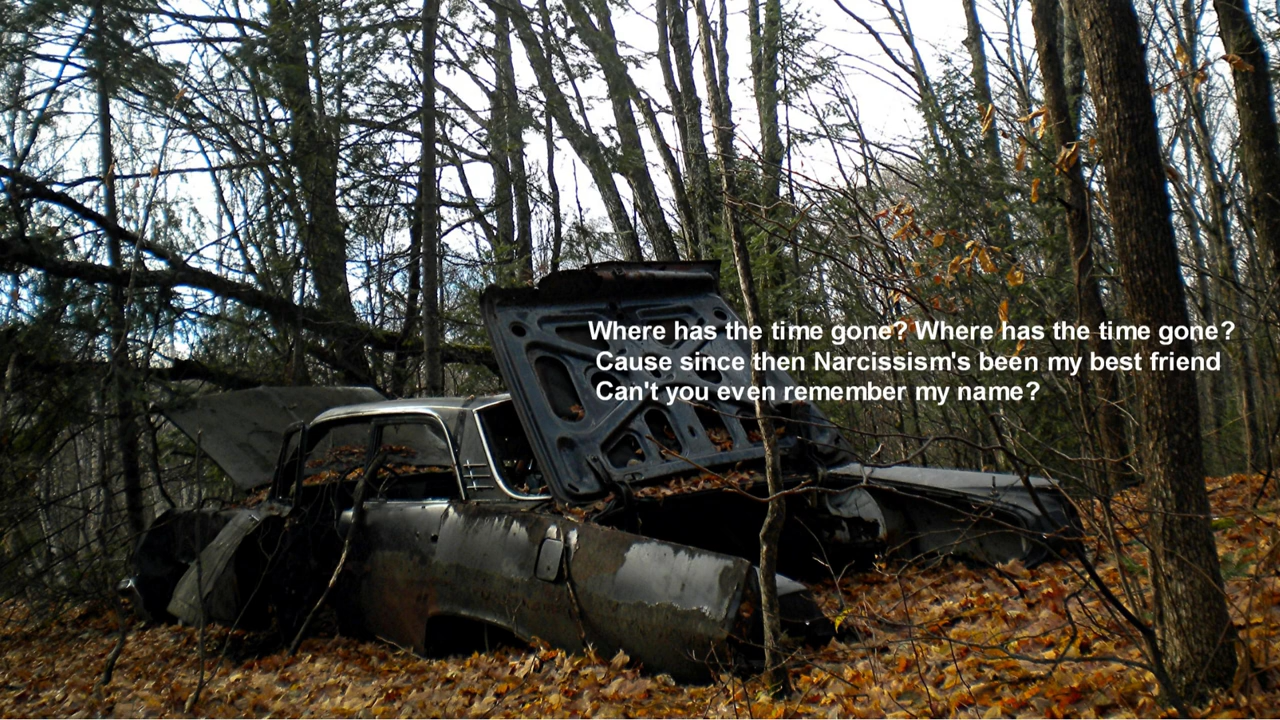 Where has the time gone? Where has the time gone?
Cause since then Narcissism's been my best friend
Can't you even remember my name?